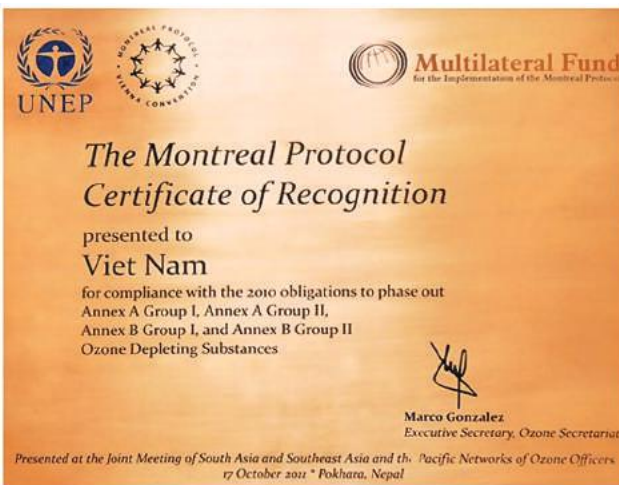 UNEP
MONTREAL PROTOCOL
VIENNA CONVENTION
Multilateral Fund
for the Implementation of the Montreal Protoco
The Montreal Protocol
Certificate of Recognition
presented to
Viet Nam
for compliance with the 2010 obligations to phase out
Annex A Group I, Annex A Group II,
Annex B Group I, and Annex B Group II
Ozone Depleting Substances
Marco Gonzalez
Executive Secretary, Ozone Secretariat
Presented at the Joint Meeting of South Asia and Southeast Asia and th Pacific Networks of Ozone Officers
17 October 2011 * Pokhara, Nepal